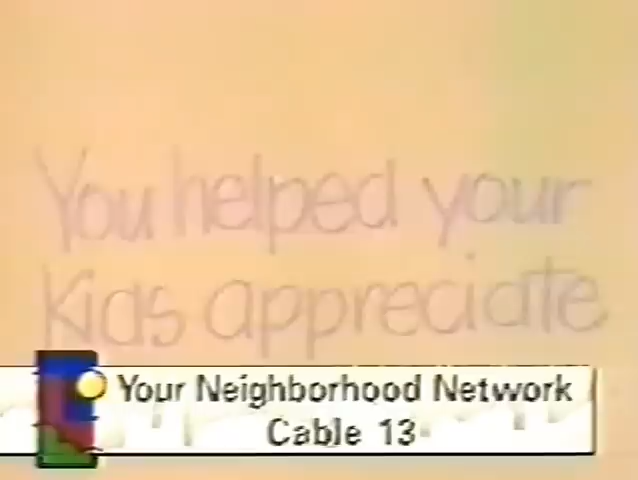 You helped your
Kids appreciate
Your Neighborhood Network
Cable 13